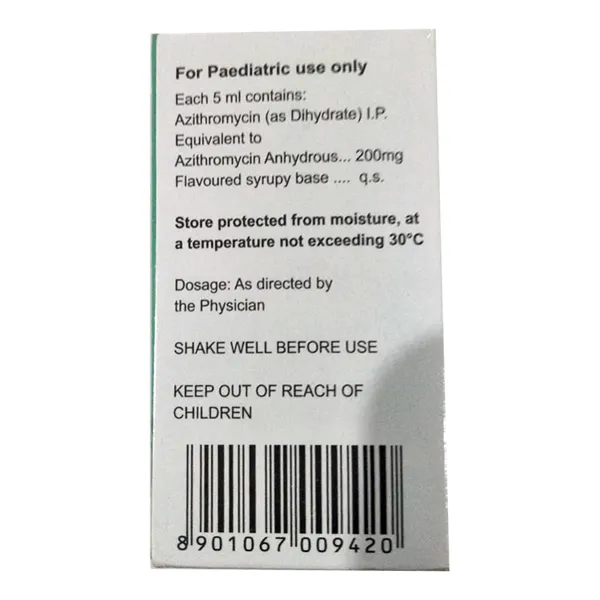 For Paediatric use only
Each 5 ml contains:
Azithromycin (as Dihydrate) I.P.
Equivalent to
Azithromycin Anhydrous... 200mg
Flavoured syrupy base .... q.s.
Store protected from moisture, at
a temperature not exceeding 30°C
Dosage: As directed by
the Physician
SHAKE WELL BEFORE USE
KEEP OUT OF REACH OF
CHILDREN
8 901067 009420